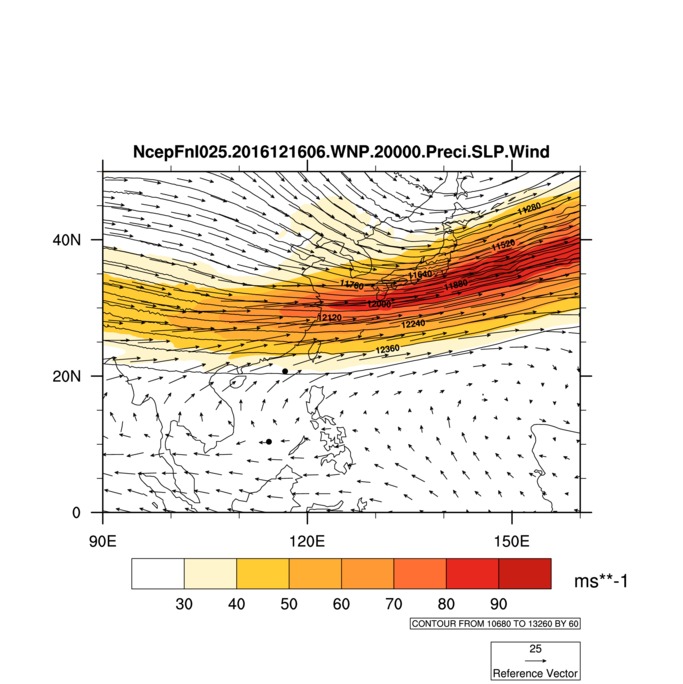 NcepFnl025.2016121606.WNP.20000.Preci.SLP.Wind
11280
40N
11520
11640
11760
11880
12000
12120
12240
12360
20N
0
90E 120E 150E
ms**-1
30 40 50 60 70 80 90
CONTOUR FROM 10680 TO 13260 BY 60
25
Reference Vector